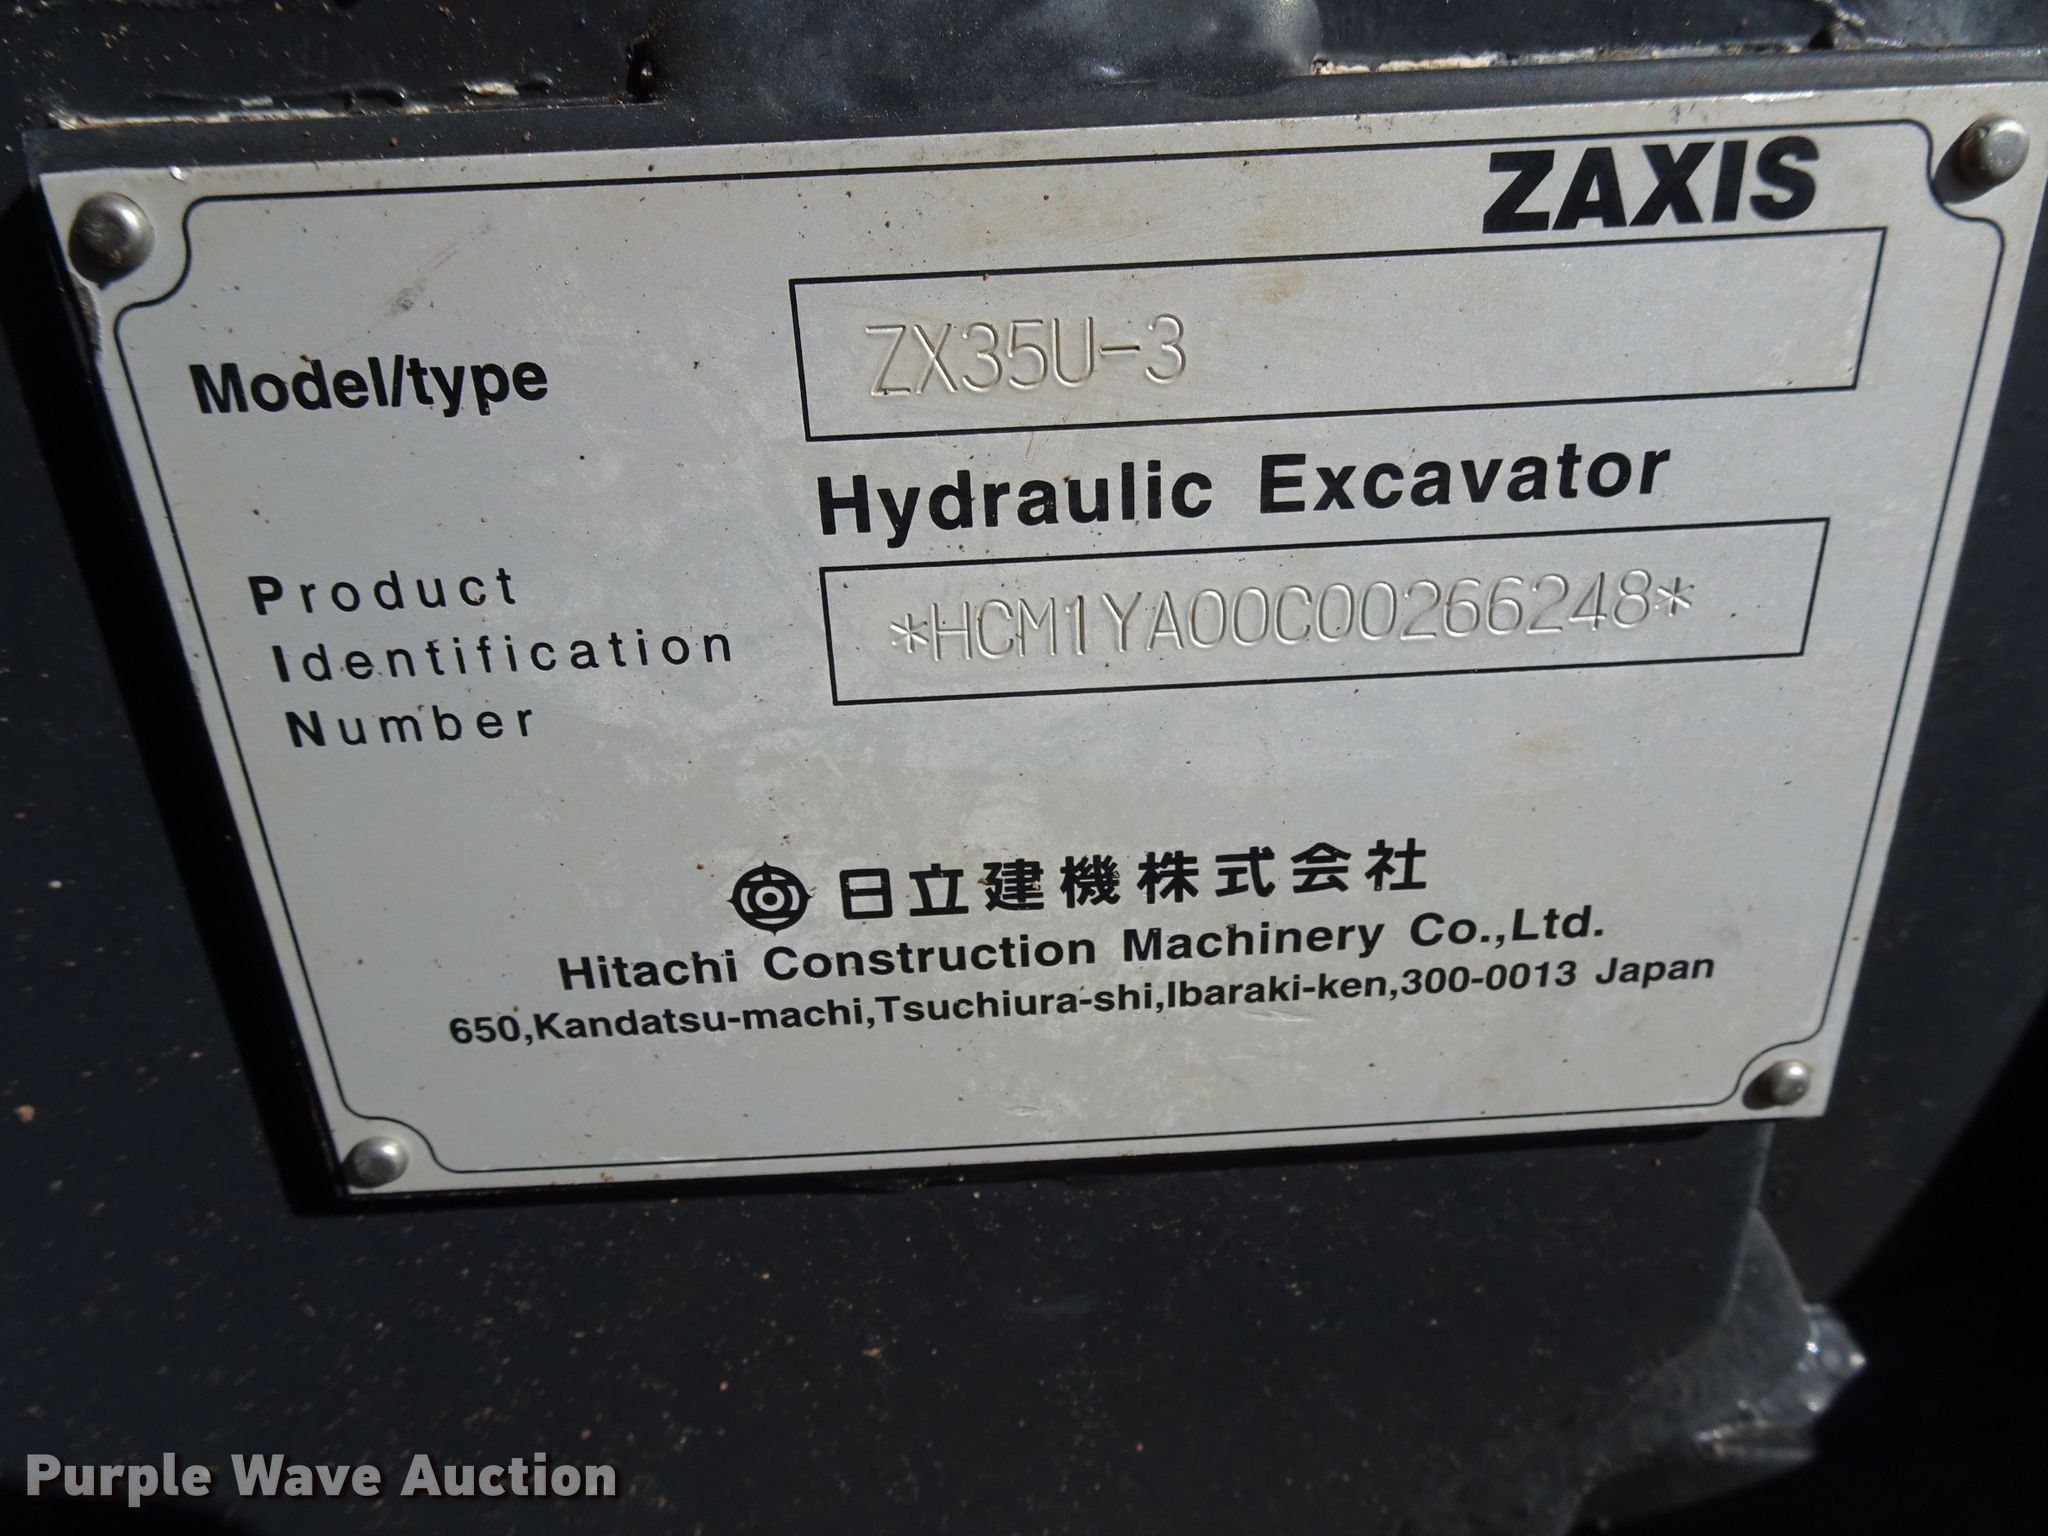 ZAXIS
Model/type
ZX35U-3
Hydraulic Excavator
Product
Identification
Number
*HCM1YA00C00266248*
日立建機株式会社
Hitachi Construction Machinery Co.,Ltd.
650,Kandatsu-machi,Tsuchiura-shi,Ibaraki-ken,300-0013 Japan
Purple Wave Auction